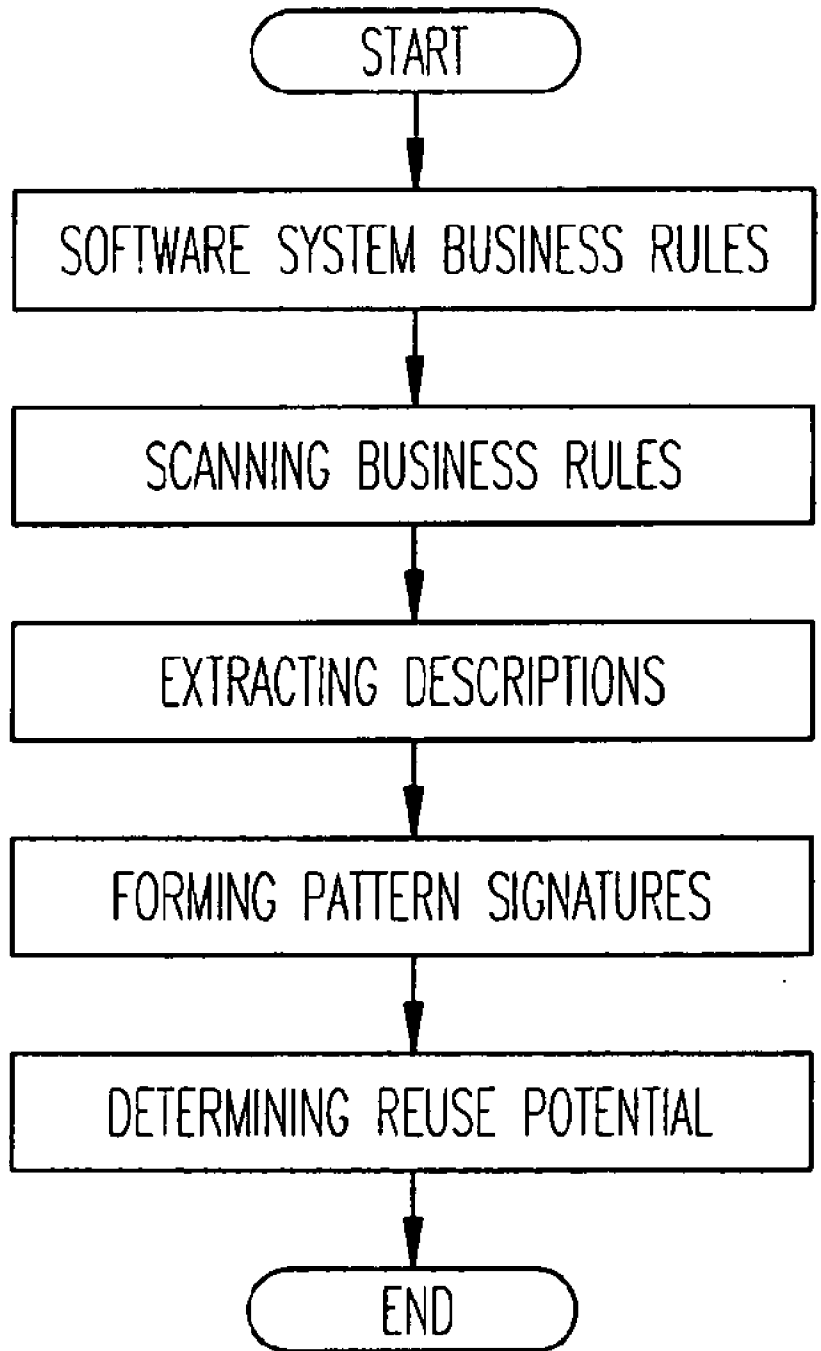 START
SOFTWARE SYSTEM BUSINESS RULES
SCANNING BUSINESS RULES
EXTRACTING DESCRIPTIONS
FORMING PATTERN SIGNATURES
DETERMINING REUSE POTENTIAL
END